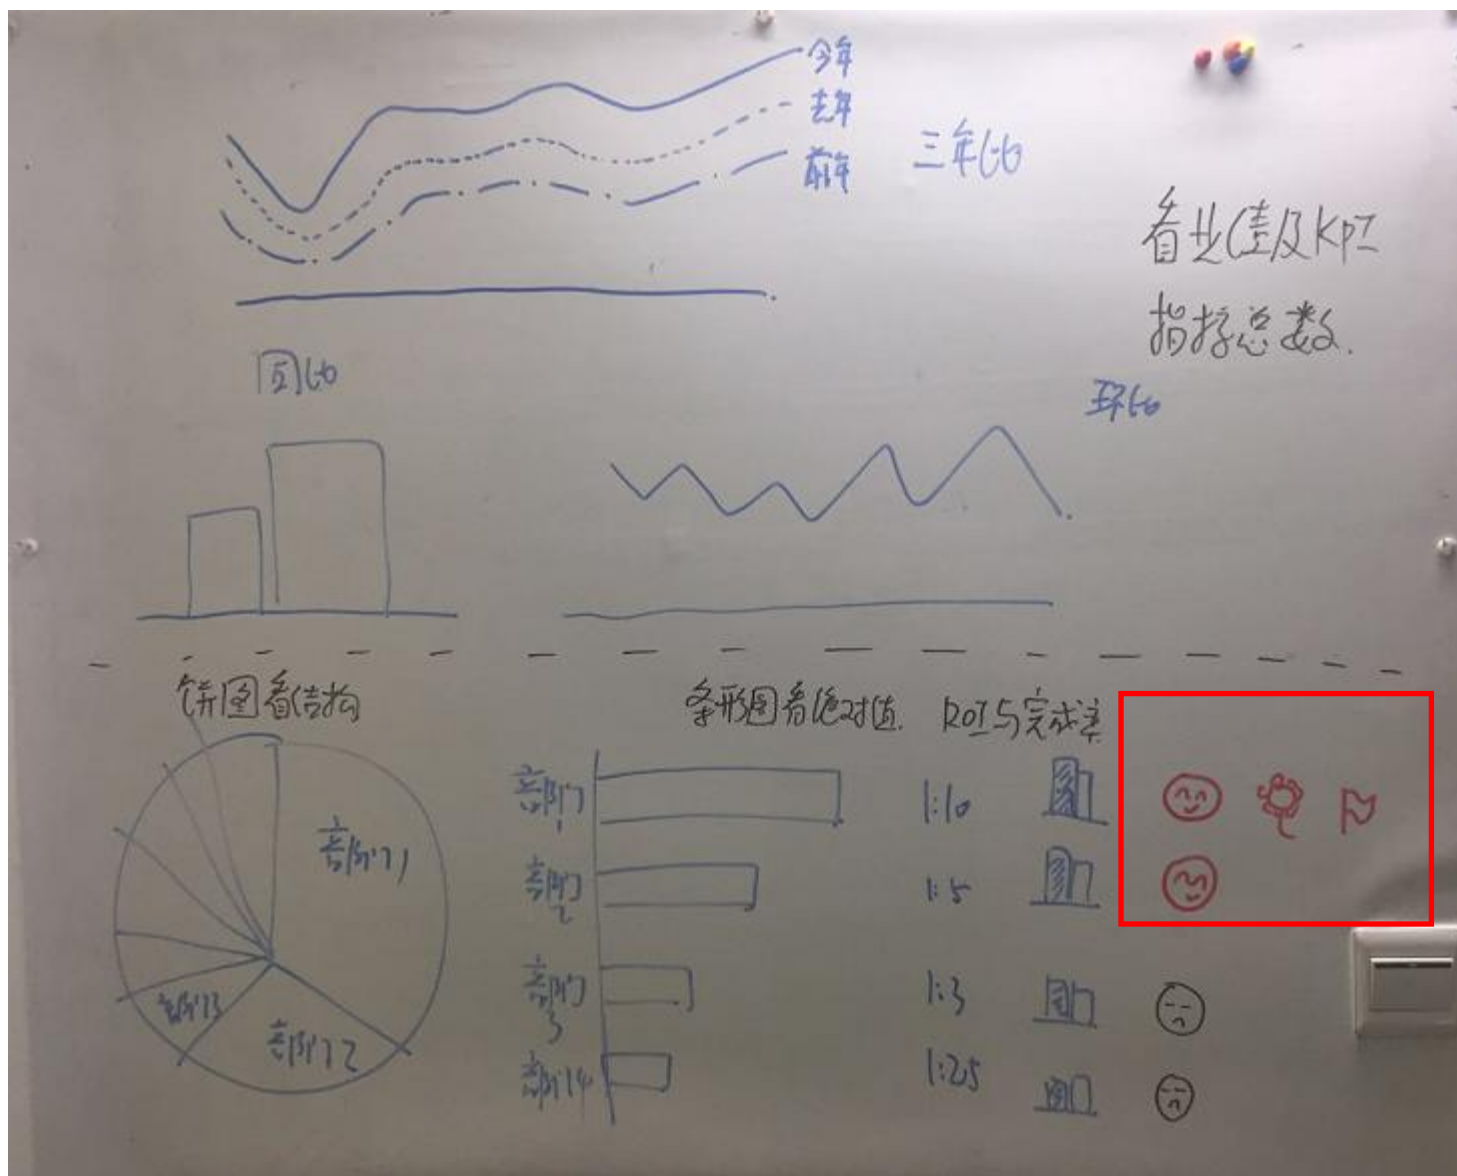 今年
去年
前年
三年比
看业绩及KPI
指标总数.
同比
环比
饼图看结构
条形图看绝对值. ROI与完成率
部门1
部门2
部门3
部门1 1:10
部门2 1:5
部门3 1:3
部门4 1:25